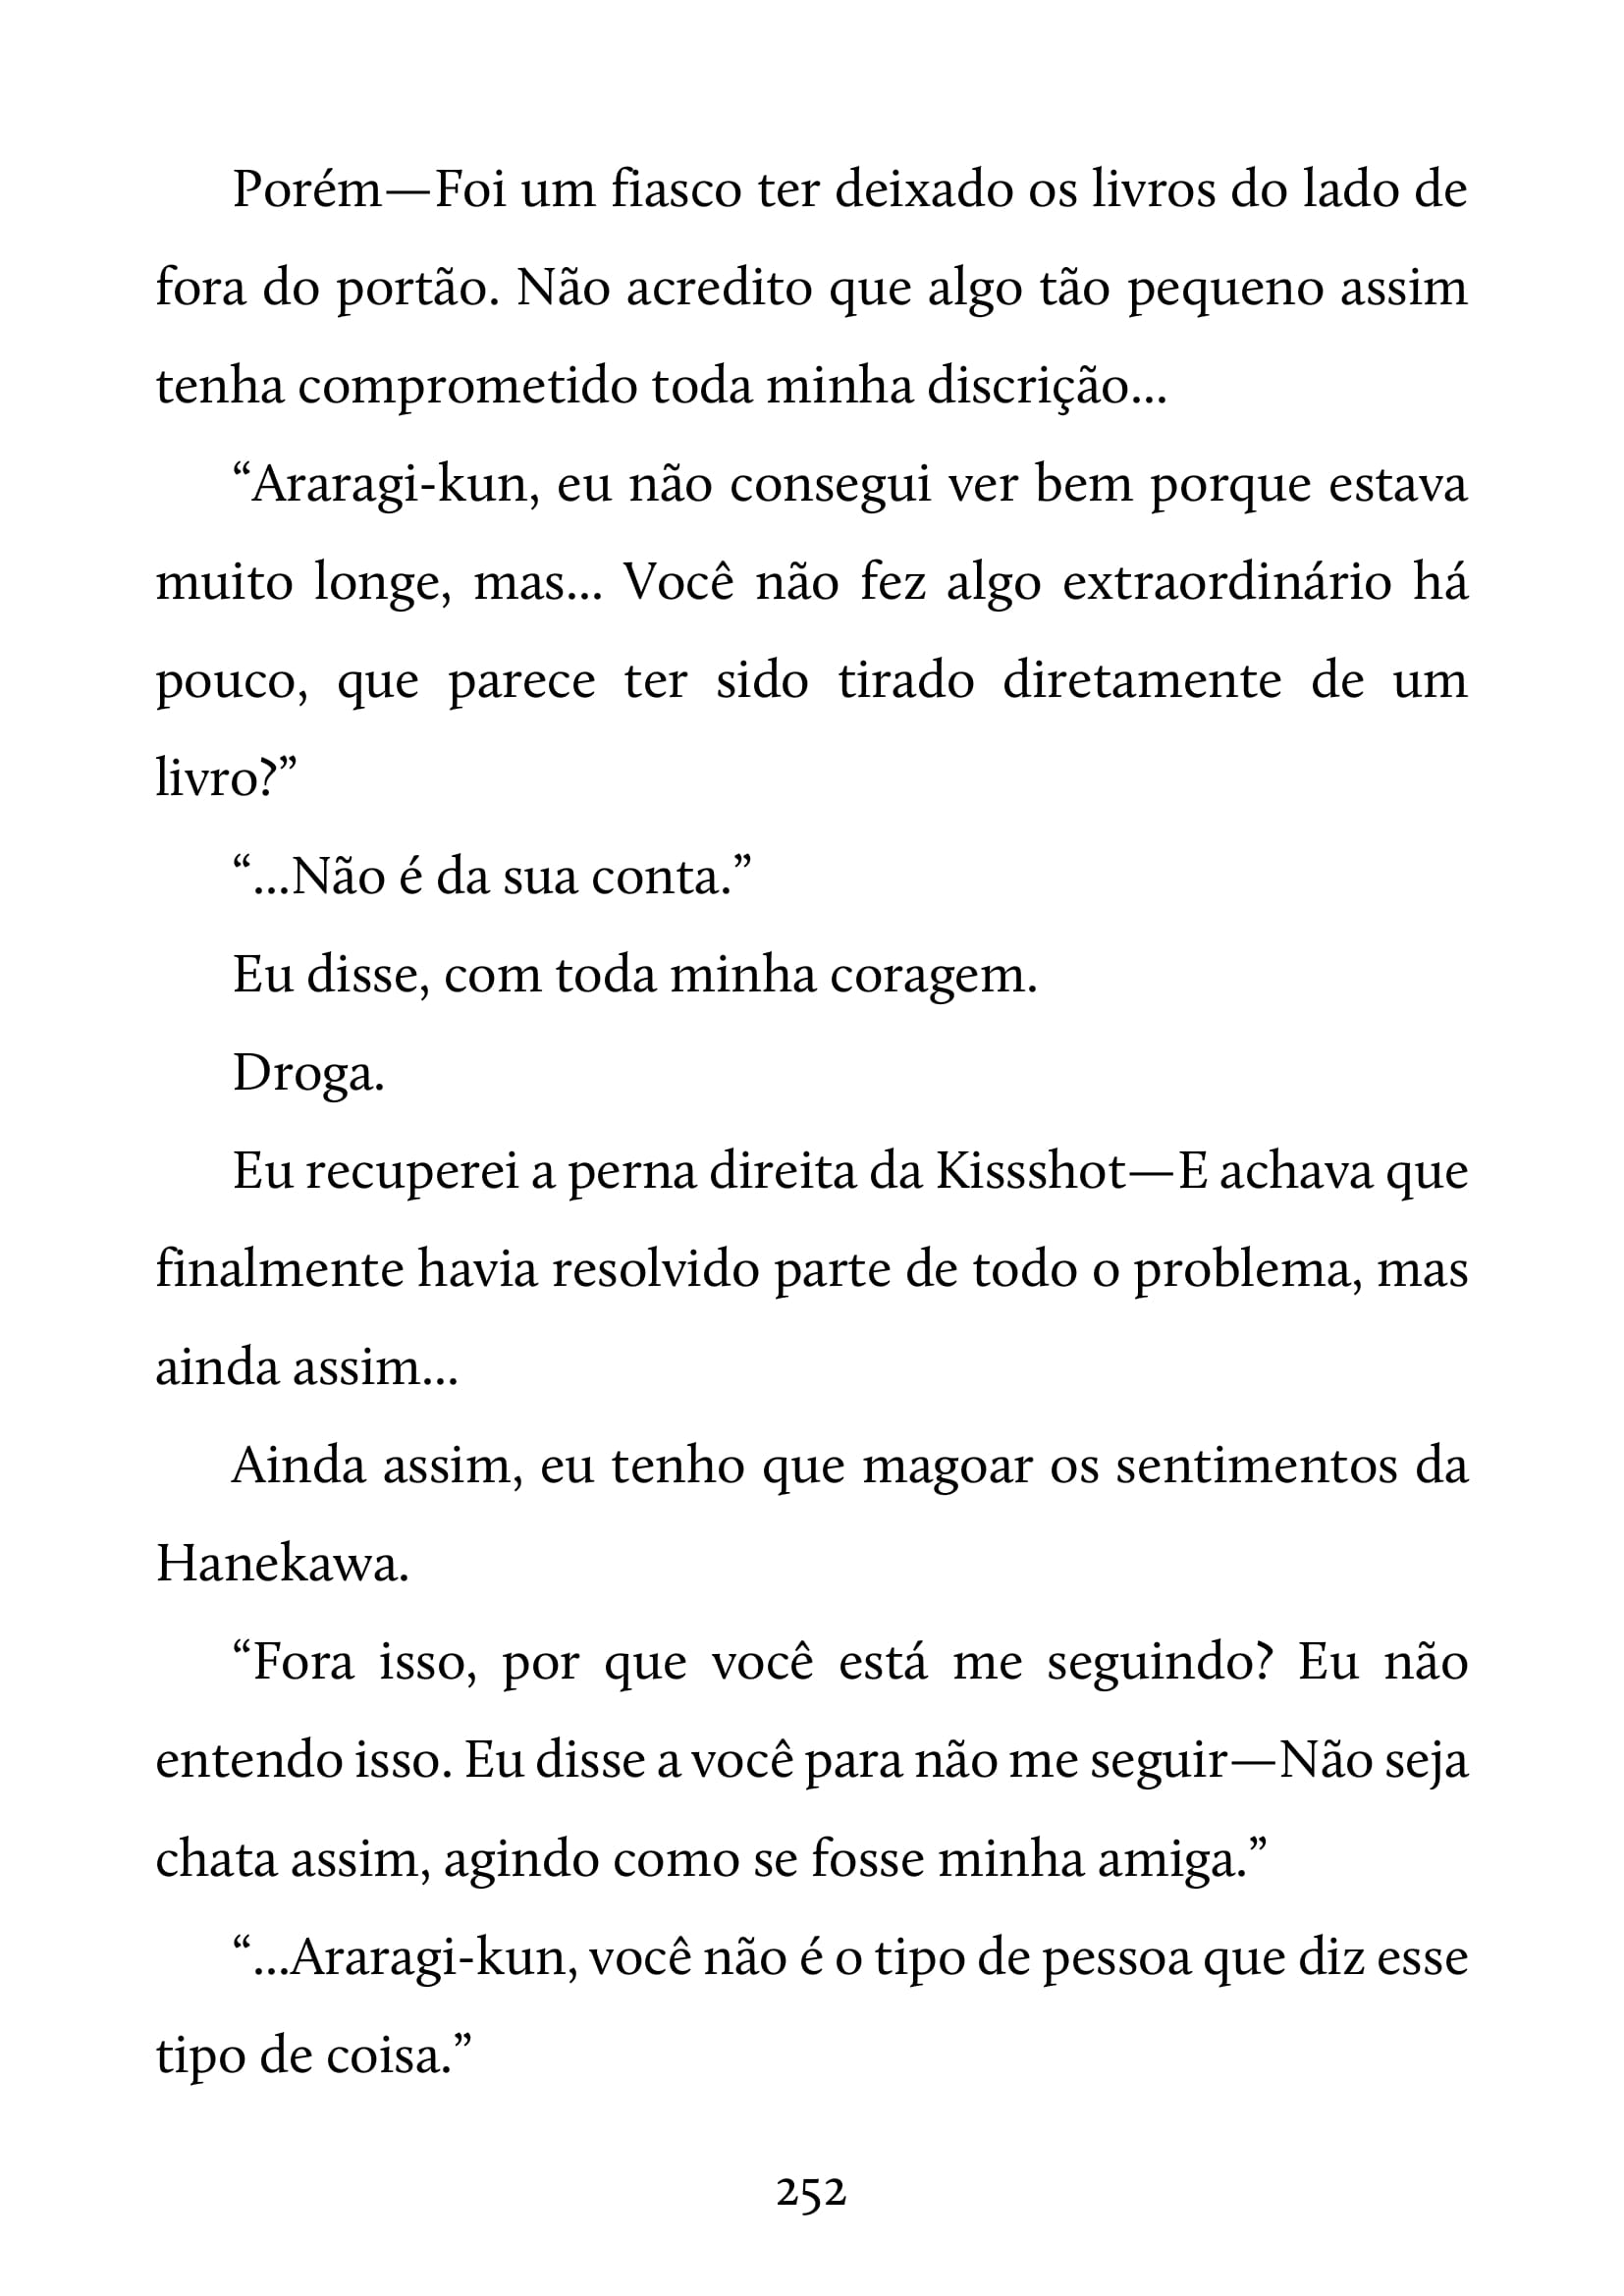 Porém—Foi um fiasco ter deixado os livros do lado de
fora do portão. Não acredito que algo tão pequeno assim
tenha comprometido toda minha discrição...
“Araragi-kun, eu não consegui ver bem porque estava
muito longe, mas... Você não fez algo extraordinário há
pouco, que parece ter sido tirado diretamente de um
livro?”
“...Não é da sua conta.”
Eu disse, com toda minha coragem.
Droga.
Eu recuperei a perna direita da Kissshot—E achava que
finalmente havia resolvido parte de todo o problema, mas
ainda assim...
Ainda assim, eu tenho que magoar os sentimentos da
Hanekawa.
“Fora isso, por que você está me seguindo? Eu não
entendo isso. Eu disse a você para não me seguir—Não seja
chata assim, agindo como se fosse minha amiga.”
“...Araragi-kun, você não é o tipo de pessoa que diz esse
tipo de coisa.”
252